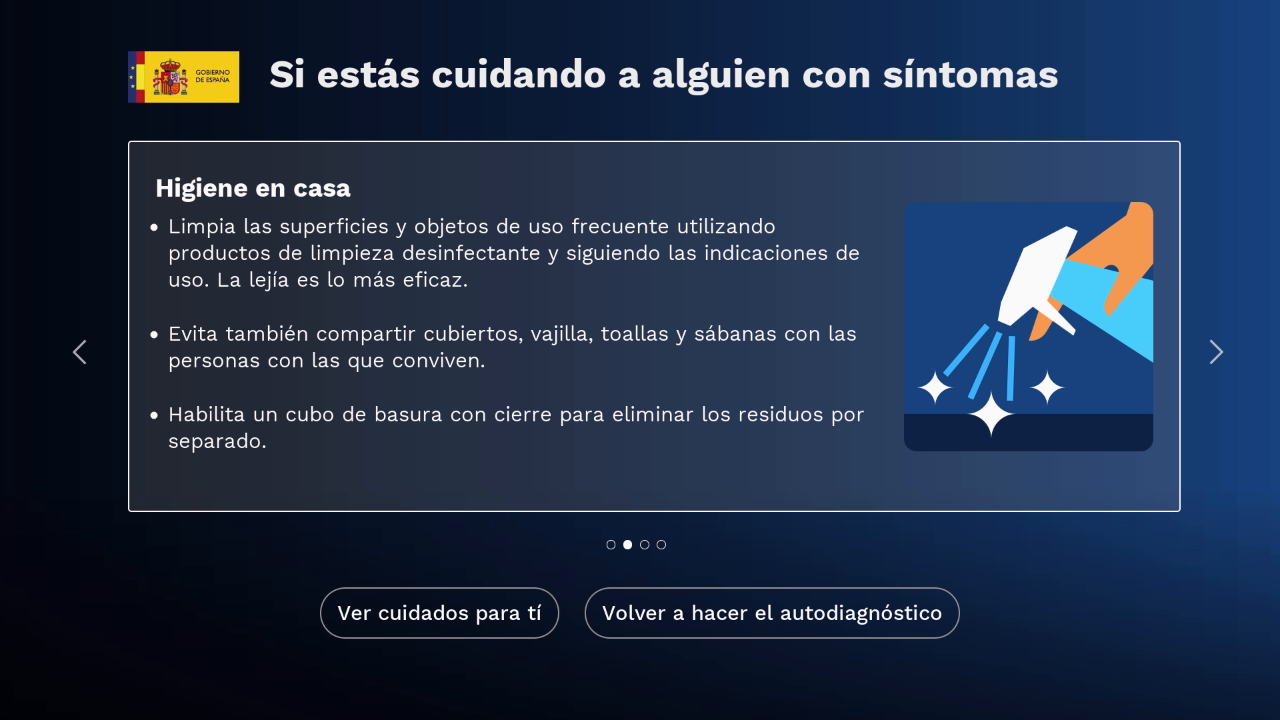 GOBIERNO
DE ESPAÑA
Si estás cuidando a alguien con síntomas
Higiene en casa
Limpia las superficies y objetos de uso frecuente utilizando
productos de limpieza desinfectante y siguiendo las indicaciones de
uso. La lejía es lo más eficaz.
Evita también compartir cubiertos, vajilla, toallas y sábanas con las
personas con las que conviven.
Habilita un cubo de basura con cierre para eliminar los residuos por
separado.
Ver cuidados para tí
Volver a hacer el autodiagnóstico